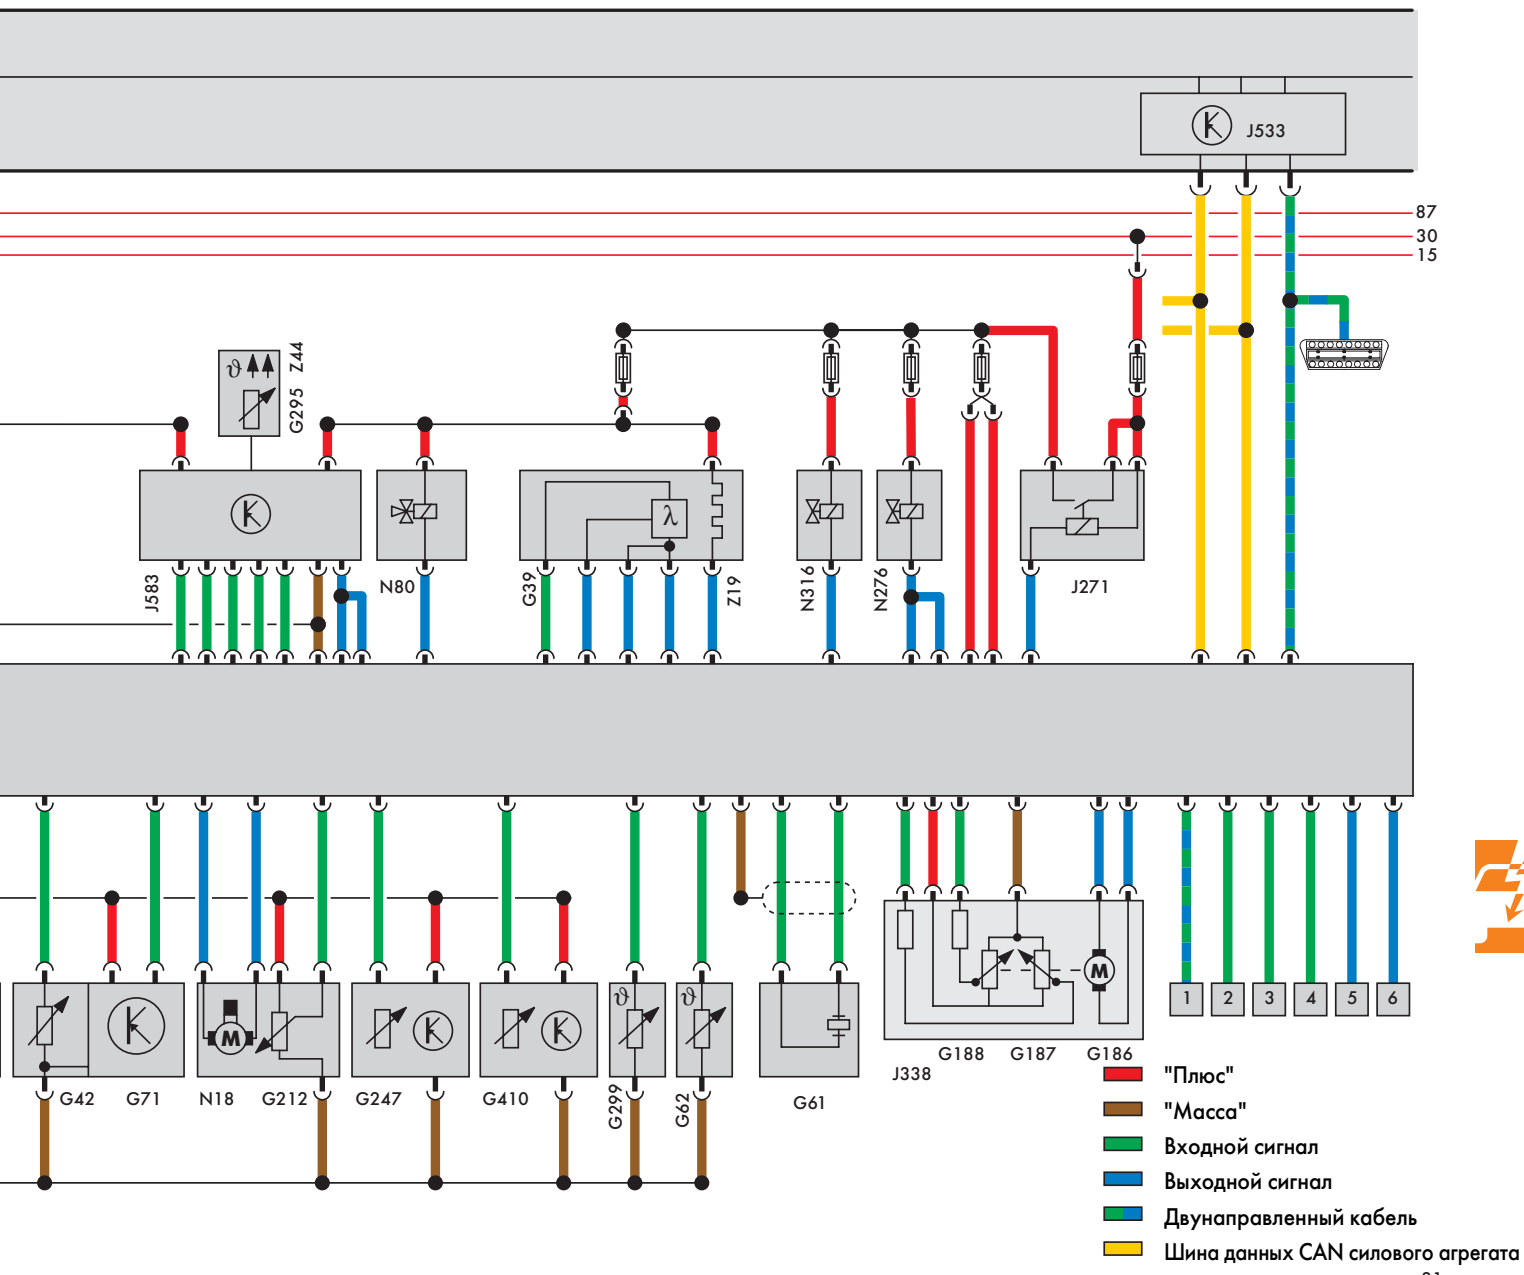 J533
87
30
15
ϑ
Z44
G295
J583
N80
G39
λ
Z19
N316
N276
J271
M
ϑ
ϑ
M
1 2 3 4 5 6
G42 G71 N18 G212 G247 G410 G299 G62 G61
J338 G188 G187 G186
"Плюс"
"Масса"
Входной сигнал
Выходной сигнал
Двунаправленный кабель
Шина данных CAN силового агрегата